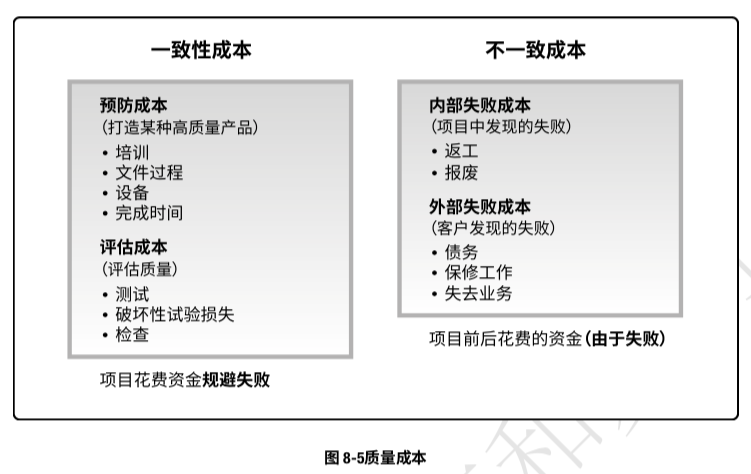 一致性成本
预防成本
（打造某种高质量产品）
• 培训
• 文件过程
• 设备
• 完成时间
评估成本
（评估质量）
• 测试
• 破坏性试验损失
• 检查
项目花费资金规避失败
不一致成本
内部失败成本
（项目中发现的失败）
• 返工
• 报废
外部失败成本
（客户发现的失败）
• 债务
• 保修工作
• 失去业务
项目前后花费的资金（由于失败）
图 8-5质量成本